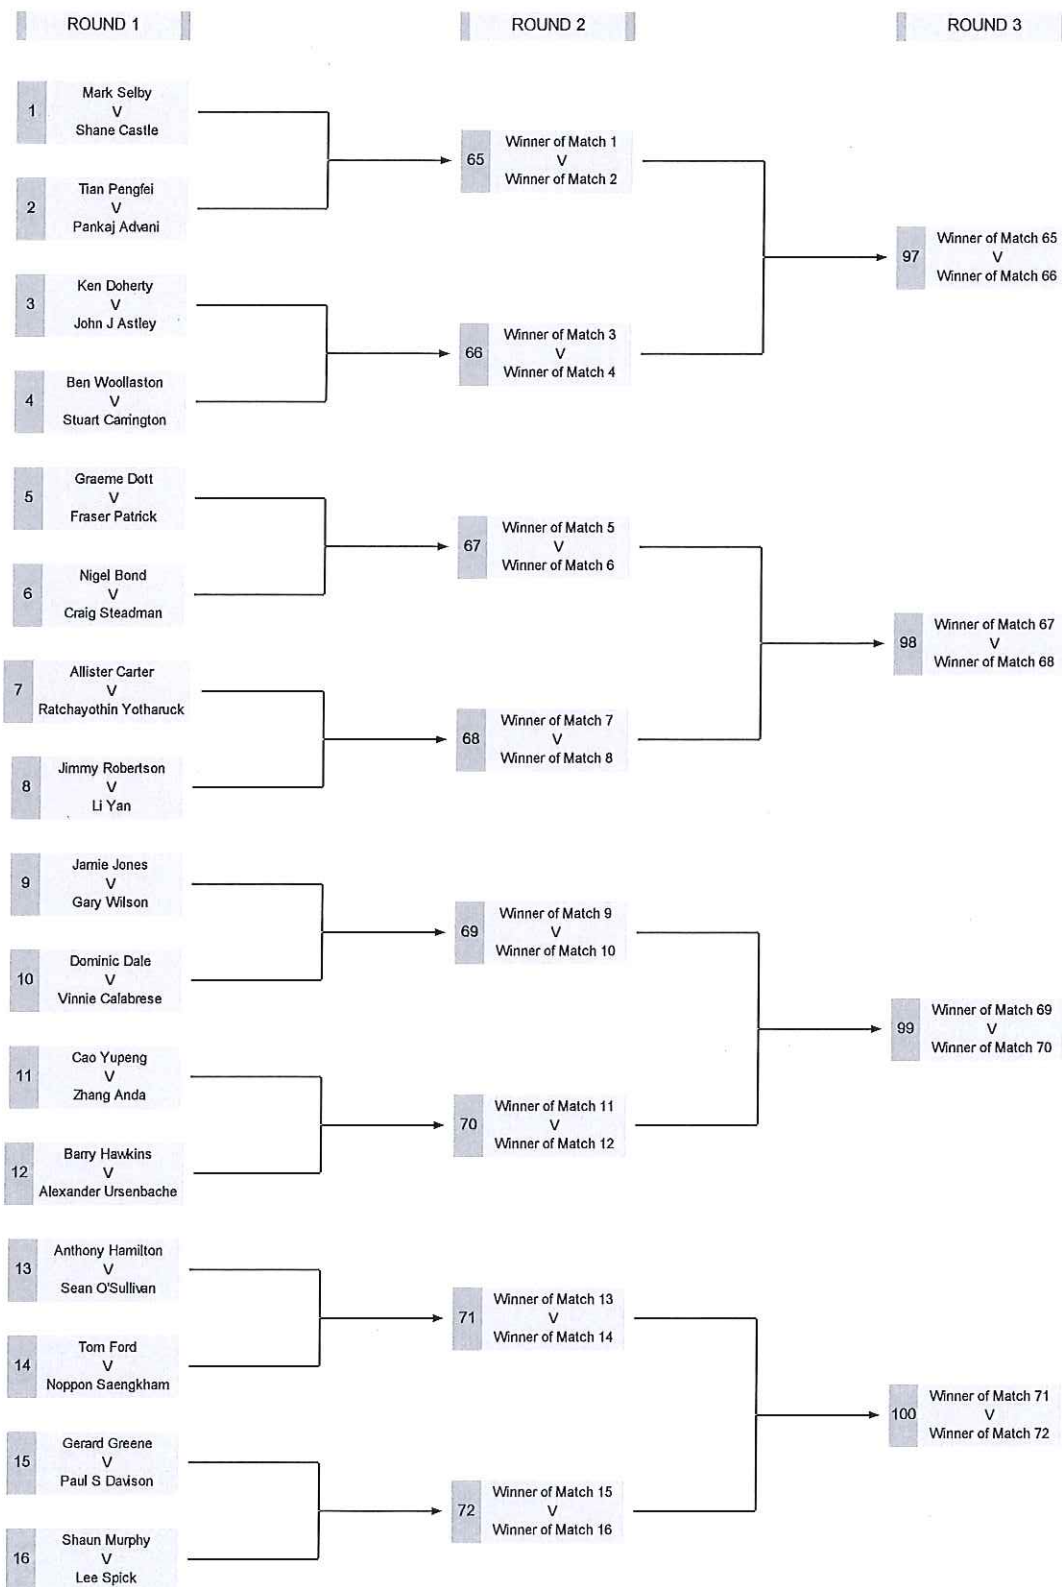 ROUND 1
ROUND 2
ROUND 3
1
Mark Selby
V
Shane Castle
2
Tian Pengfei
V
Pankaj Advani
3
Ken Doherty
V
John J Astley
4
Ben Woollaston
V
Stuart Carrington
5
Graeme Dott
V
Fraser Patrick
6
Nigel Bond
V
Craig Steadman
7
Allister Carter
V
Ratchayothin Yotharuck
8
Jimmy Robertson
V
Li Yan
9
Jamie Jones
V
Gary Wilson
10
Dominic Dale
V
Vinnie Calabrese
11
Cao Yupeng
V
Zhang Anda
12
Barry Hawkins
V
Alexander Ursenbache
13
Anthony Hamilton
V
Sean O'Sullivan
14
Tom Ford
V
Noppon Saengkham
15
Gerard Greene
V
Paul S Davison
16
Shaun Murphy
V
Lee Spick
65
Winner of Match 1
V
Winner of Match 2
66
Winner of Match 3
V
Winner of Match 4
67
Winner of Match 5
V
Winner of Match 6
68
Winner of Match 7
V
Winner of Match 8
69
Winner of Match 9
V
Winner of Match 10
70
Winner of Match 11
V
Winner of Match 12
71
Winner of Match 13
V
Winner of Match 14
72
Winner of Match 15
V
Winner of Match 16
97
Winner of Match 65
V
Winner of Match 66
98
Winner of Match 67
V
Winner of Match 68
99
Winner of Match 69
V
Winner of Match 70
100
Winner of Match 71
V
Winner of Match 72